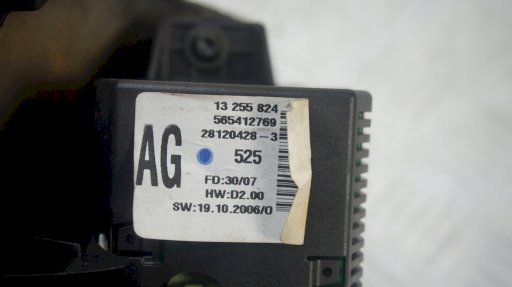 13 255 824
565412769
28120428-3
AG 525
FD:30/07
HW:D2.00
SW:19.10.2006/0